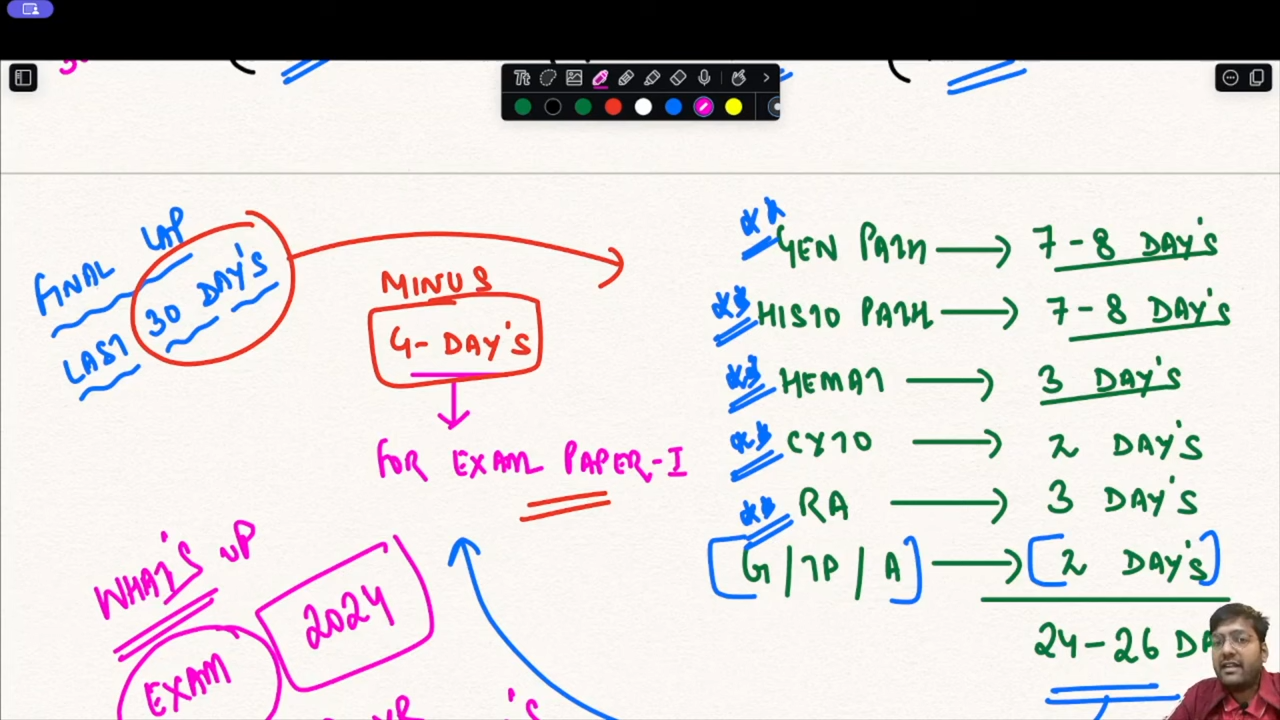 FINAL LAP
LAST 30 DAY'S
MINUS
4- DAY'S
FOR EXAM PAPER-I
WHAT'S UP
EXAM 2024
GEN PATH → 7-8 DAY'S
HISTO PATH → 7-8 DAY'S
HEMAT → 3 DAY'S
CYTO → 2 DAY'S
RA → 3 DAY'S
[G/TP/A] → [2 DAY'S]
24-26 DA
Tt